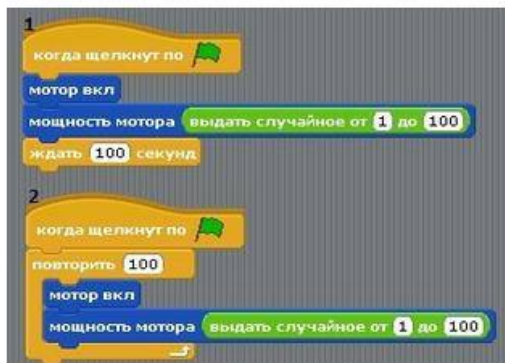 1
когда щелкнут по
мотор вкл
мощность мотора выдать случайное от 1 до 100
ждать 100 секунд
2
когда щелкнут по
повторить 100
мотор вкл
мощность мотора выдать случайное от 1 до 100